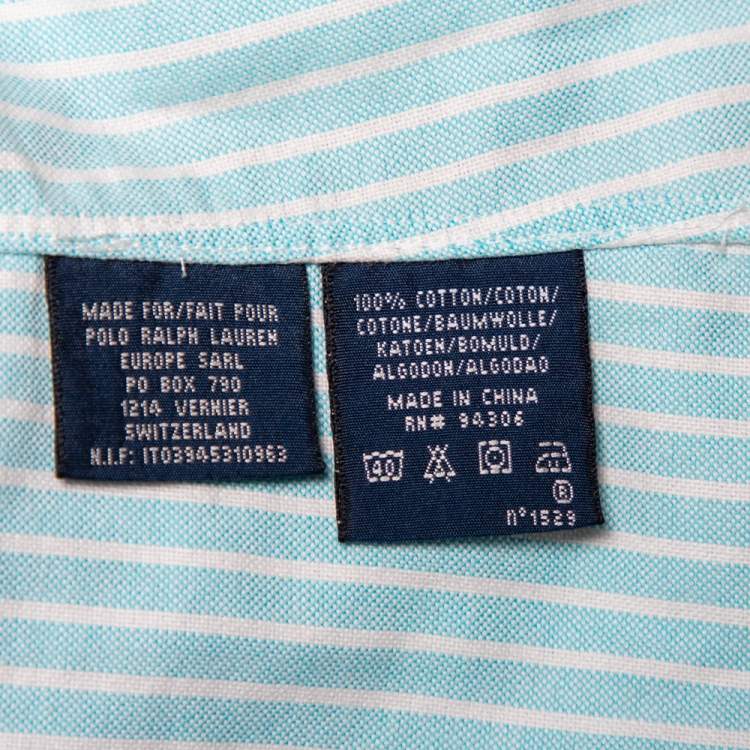 MADE FOR/FAIT POUR
POLO RALPH LAUREN
EUROPE SARL
PO BOX 790
1214 VERNIER
SWITZERLAND
N.I.F: IT03945310963
100% COTTON/COTON/
COTONE/BAUMWOLLE/
KATOEN/BOMULD/
ALGODON/ALGODAO
MADE IN CHINA
RN# 94306
40
®
n°1529